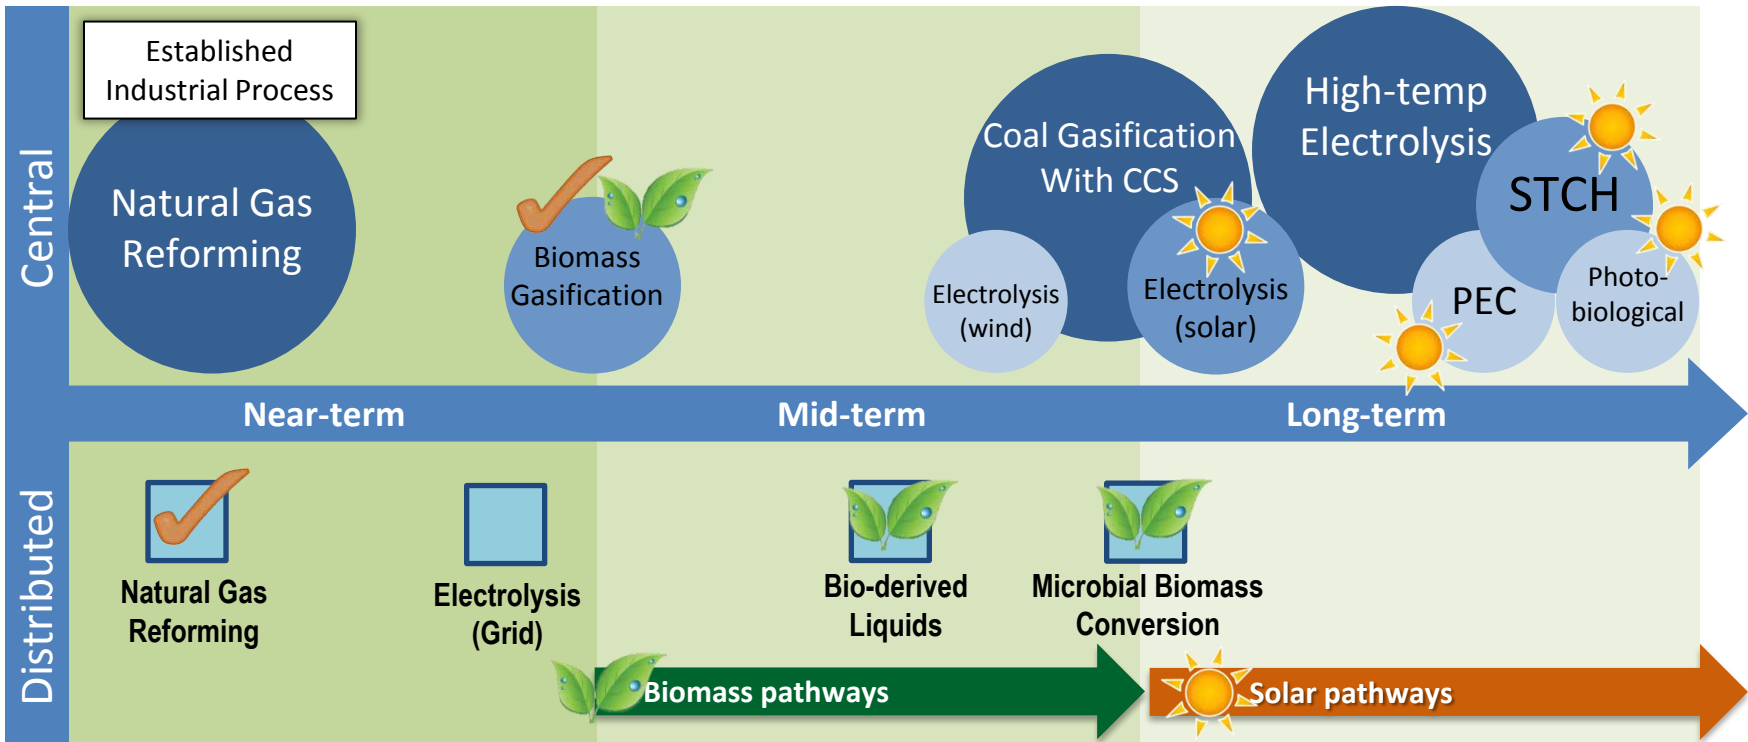 Central
Established
Industrial Process
Natural Gas
Reforming
Biomass
Gasification
Coal Gasification
With CCS
Electrolysis
(wind)
Electrolysis
(solar)
High-temp
Electrolysis
STCH
PEC
Photo-
biological
Near-term
Mid-term
Long-term
Distributed
Natural Gas
Reforming
Electrolysis
(Grid)
Bio-derived
Liquids
Microbial Biomass
Conversion
Biomass pathways
Solar pathways